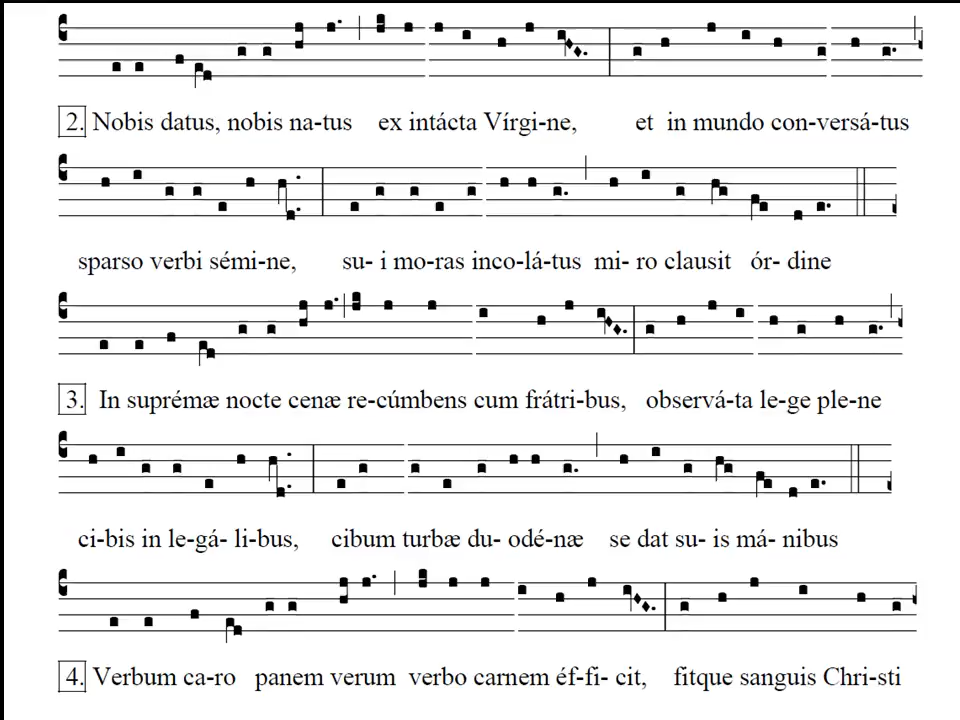 2. Nobis datus, nobis na-tus ex intácta Vírgi-ne, et in mundo con-versá-tus
sparso verbi sémi-ne, su- i mo-ras inco-lá-tus mi- ro clausit ór- dine
3. In suprémæ nocte cenæ re-cúmbens cum frátri-bus, observá-ta le-ge ple-ne
ci-bis in le-gá- li-bus, cibum turbæ du- odé-næ se dat su- is má- nibus
4. Verbum ca-ro panem verum verbo carnem éf-fi- cit, fitque sanguis Chri-sti